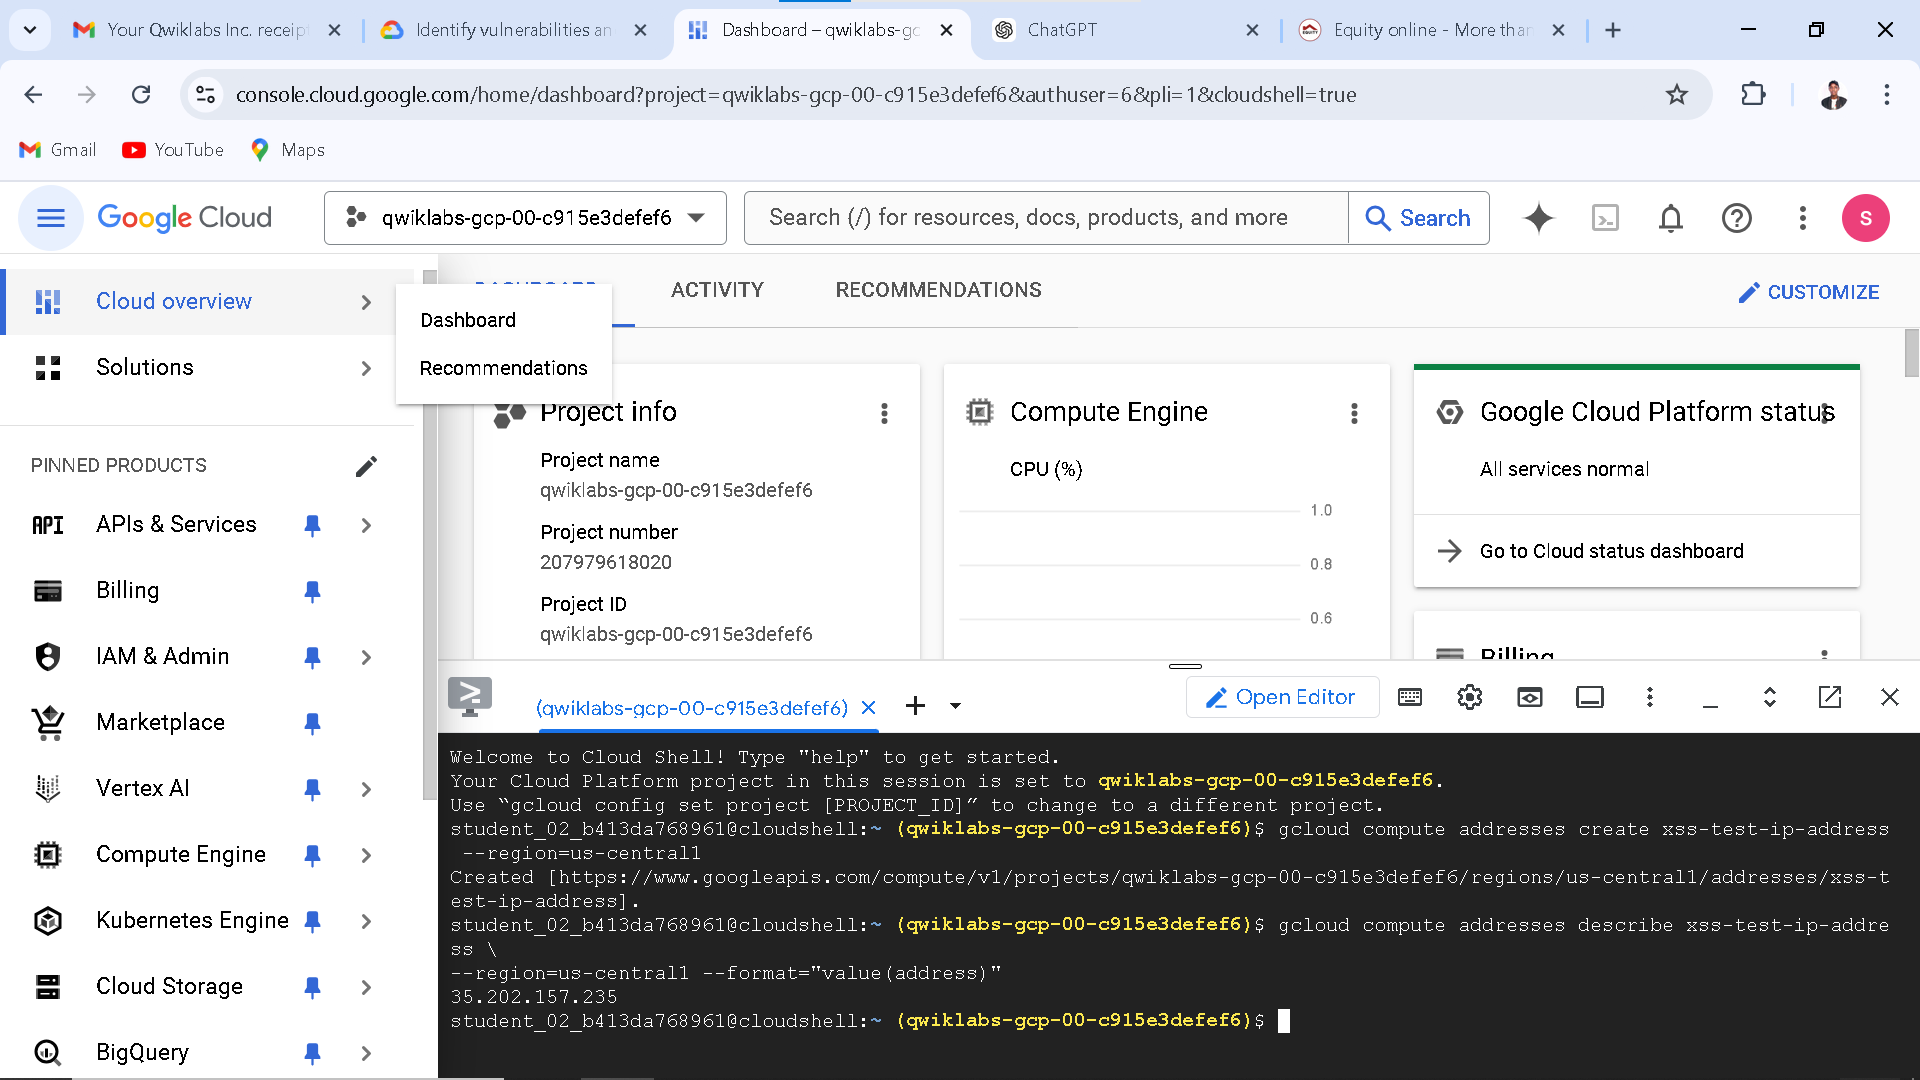 Your Qwiklabs Inc. receip
Identify vulnerabilities an
Dashboard – qwiklabs-gc
ChatGPT
Equity online - More than
console.cloud.google.com/home/dashboard?project=qwiklabs-gcp-00-c915e3defef6&authuser=6&pli=1&cloudshell=true
Gmail
YouTube
Maps
Google Cloud
qwiklabs-gcp-00-c915e3defef6
Search (/) for resources, docs, products, and more
Search
S
Cloud overview
Solutions
PINNED PRODUCTS
API
APIs & Services
Billing
IAM & Admin
Marketplace
Vertex AI
Compute Engine
Kubernetes Engine
Cloud Storage
BigQuery
Dashboard
Recommendations
DASHBOARD
ACTIVITY
RECOMMENDATIONS
CUSTOMIZE
Project info
Project name
qwiklabs-gcp-00-c915e3defef6
Project number
207979618020
Project ID
qwiklabs-gcp-00-c915e3defef6
Compute Engine
CPU (%)
1.0
0.8
0.6
Google Cloud Platform status
All services normal
Go to Cloud status dashboard
Billing
(qwiklabs-gcp-00-c915e3defef6)
Open Editor
Welcome to Cloud Shell! Type "help" to get started.
Your Cloud Platform project in this session is set to qwiklabs-gcp-00-c915e3defef6.
Use “gcloud config set project [PROJECT_ID]” to change to a different project.
student_02_b413da768961@cloudshell:~ (qwiklabs-gcp-00-c915e3defef6)$ gcloud compute addresses create xss-test-ip-address
--region=us-central1
Created [https://www.googleapis.com/compute/v1/projects/qwiklabs-gcp-00-c915e3defef6/regions/us-central1/addresses/xss-t
est-ip-address].
student_02_b413da768961@cloudshell:~ (qwiklabs-gcp-00-c915e3defef6)$ gcloud compute addresses describe xss-test-ip-addre
ss \
--region=us-central1 --format="value(address)"
35.202.157.235
student_02_b413da768961@cloudshell:~ (qwiklabs-gcp-00-c915e3defef6)$